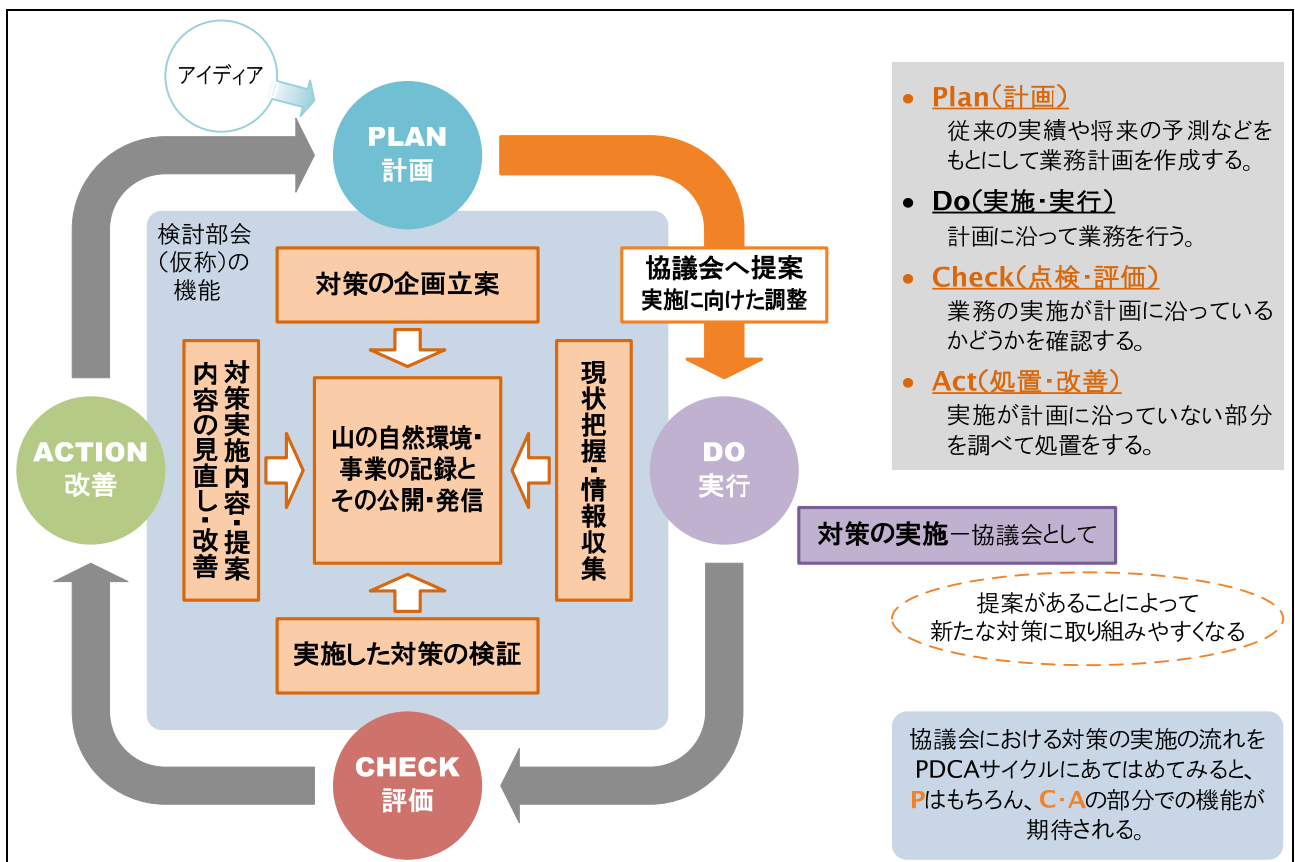 アイディア
PLAN
計画
検討部会
(仮称)の
機能
対策の企画立案
協議会へ提案
実施に向けた調整
対策実施内容・提案
内容の見直し・改善
山の自然環境・
事業の記録と
その公開・発信
現状把握・情報収集
ACTION
改善
DO
実行
対策の実施－協議会として
実施した対策の検証
CHECK
評価
• Plan(計画)
従来の実績や将来の予測などを
もとにして業務計画を作成する。
• Do(実施・実行)
計画に沿って業務を行う。
• Check(点検・評価)
業務の実施が計画に沿っている
かどうかを確認する。
• Act(処置・改善)
実施が計画に沿っていない部分
を調べて処置をする。
提案があることによって
新たな対策に取り組みやすくなる
協議会における対策の実施の流れを
PDCAサイクルにあてはめてみると、
Pはもちろん、C・Aの部分での機能が
期待される。